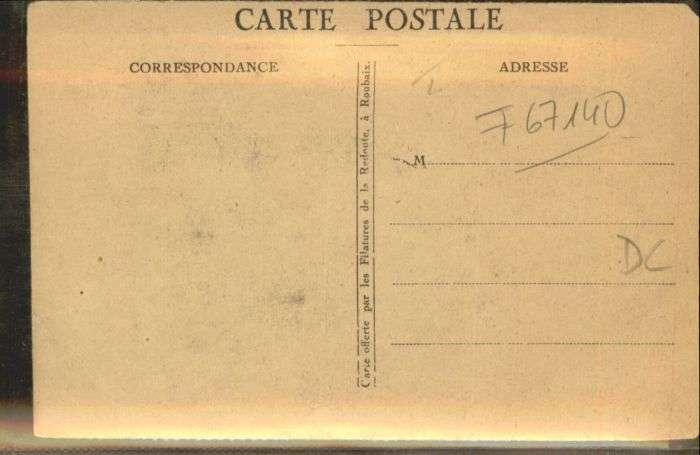 CARTE POSTALE
CORRESPONDANCE
Carte offerte par les Filatures de la Redoute, à Roubaix.
ADRESSE
F 67140
M
DC